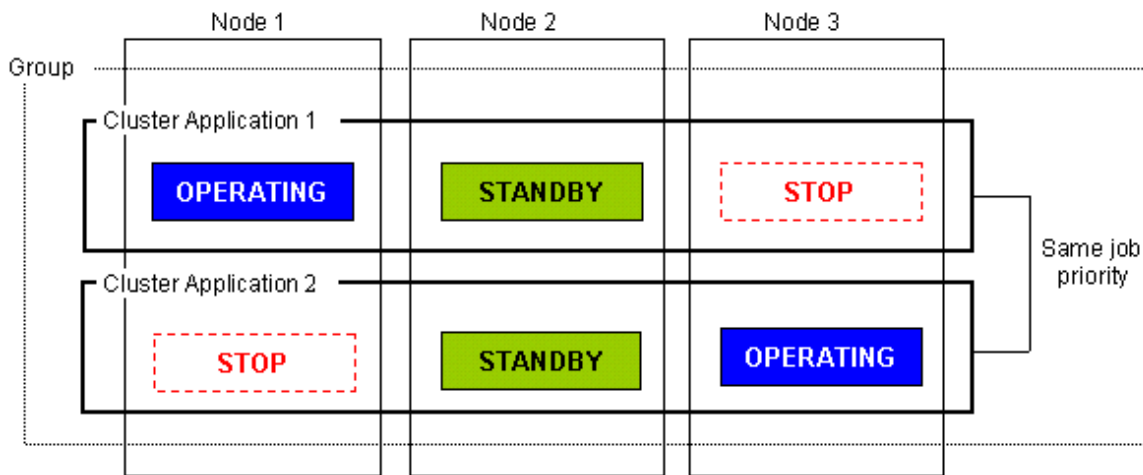 Node 1 Node 2 Node 3
Group
Cluster Application 1
OPERATING STANDBY STOP
Same job
priority
Cluster Application 2
STOP STANDBY OPERATING